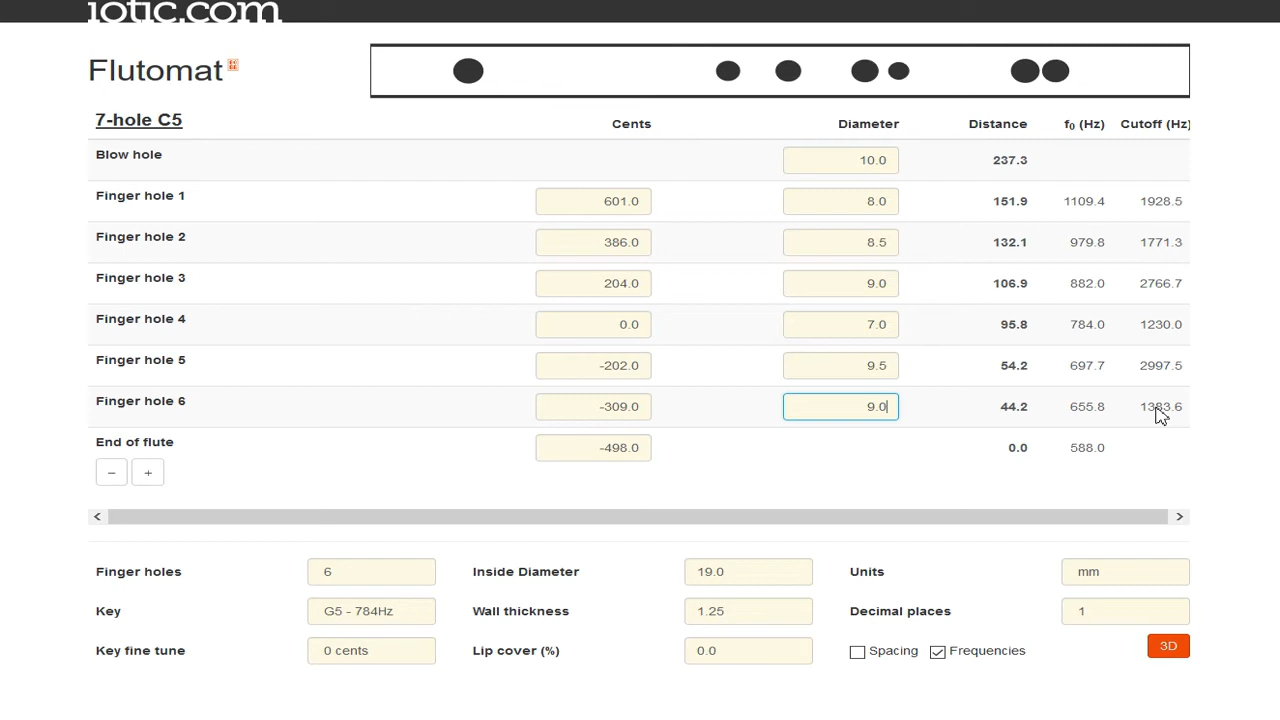 iotic.com
Flutomat
7-hole C5 Cents Diameter Distance f₀ (Hz) Cutoff (Hz)
Blow hole 10.0 237.3
Finger hole 1 601.0 8.0 151.9 1109.4 1928.5
Finger hole 2 386.0 8.5 132.1 979.8 1771.3
Finger hole 3 204.0 9.0 106.9 882.0 2766.7
Finger hole 4 0.0 7.0 95.8 784.0 1230.0
Finger hole 5 -202.0 9.5 54.2 697.7 2997.5
Finger hole 6 -309.0 9.0 44.2 655.8 1383.6
End of flute -498.0 0.0 588.0
− +
Finger holes 6 Inside Diameter 19.0 Units mm
Key G5 - 784Hz Wall thickness 1.25 Decimal places 1
Key fine tune 0 cents Lip cover (%) 0.0 Spacing Frequencies 3D